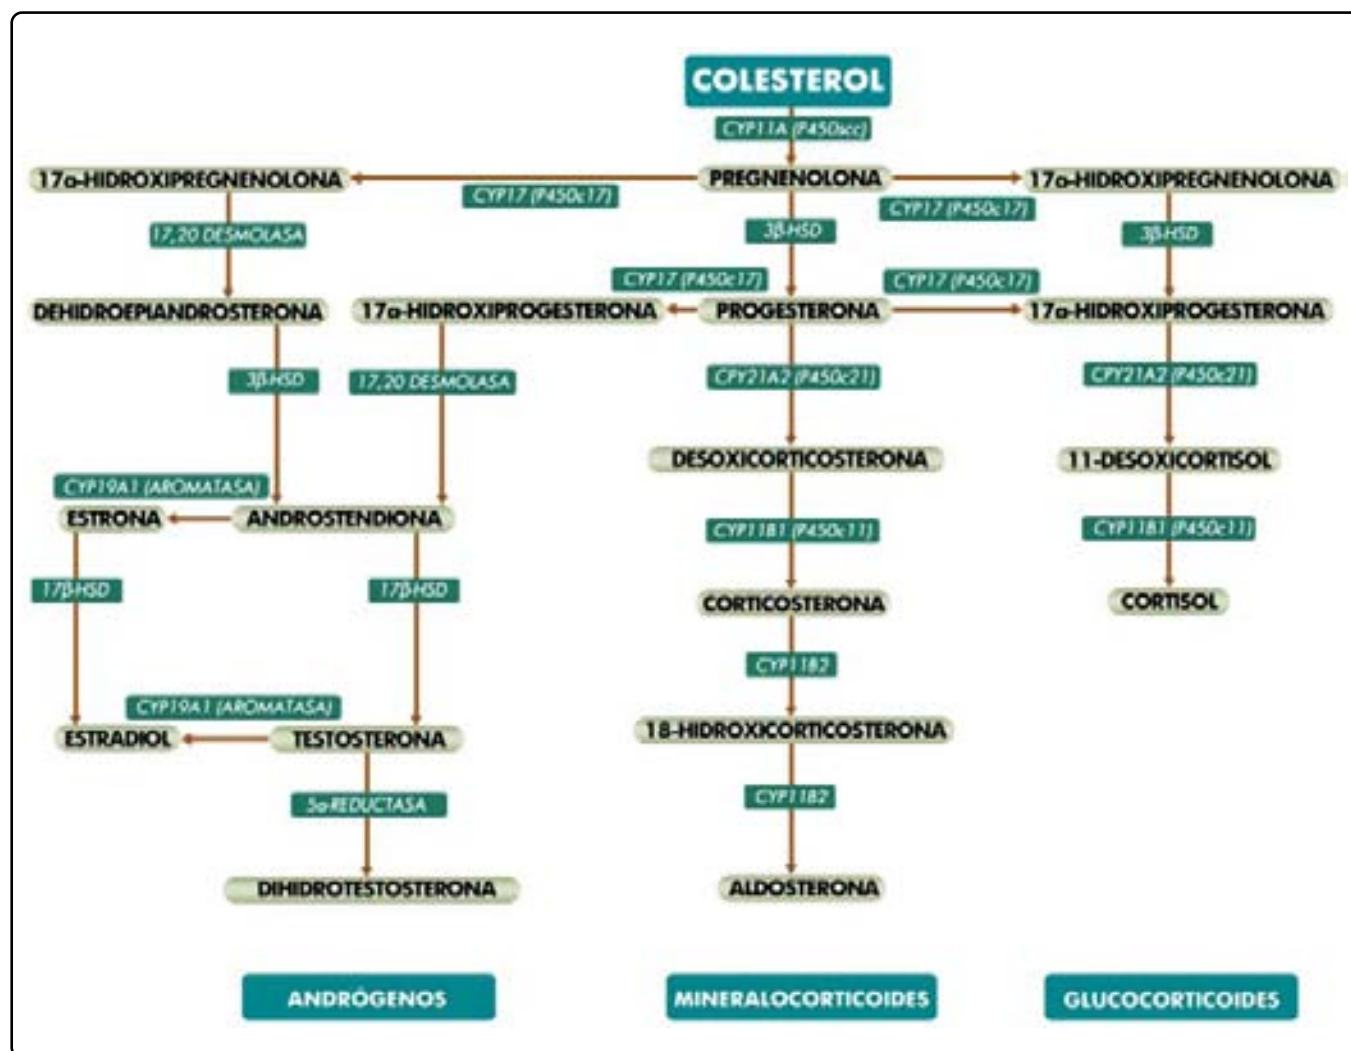 COLESTEROL
CYP11A (P450scc)
17α-HIDROXIPREGNENOLONA
PREGNENOLONA
17α-HIDROXIPREGNENOLONA
CYP17 (P450c17)
CYP17 (P450c17)
17,20 DESMOLASA
3β-HSD
3β-HSD
CYP17 (P450c17)
CYP17 (P450c17)
DEHIDROEPIANDROSTERONA
17α-HIDROXIPROGESTERONA
PROGESTERONA
17α-HIDROXIPROGESTERONA
3β-HSD
17,20 DESMOLASA
CPY21A2 (P450c21)
CPY21A2 (P450c21)
DESOXICORTICOSTERONA
11-DESOXICORTISOL
CYP19A1 (AROMATASA)
ESTRONA
ANDROSTENDIONA
CYP11B1 (P450c11)
CYP11B1 (P450c11)
17β-HSD
17β-HSD
CORTICOSTERONA
CORTISOL
CYP11B2
CYP19A1 (AROMATASA)
ESTRADIOL
TESTOSTERONA
18-HIDROXICORTICOSTERONA
5α-REDUCTASA
CYP11B2
DIHIDROTESTOSTERONA
ALDOSTERONA
ANDRÓGENOS
MINERALOCORTICOIDES
GLUCOCORTICOIDES